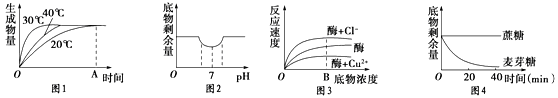 生成物量
30℃
40℃
20℃
O
A
时间
图1
底物剩余量
O
7
pH
图2
反应速度
酶+Cl⁻
酶
酶+Cu²⁺
O
B
底物浓度
图3
底物剩余量
蔗糖
麦芽糖
O
20
40
时间(min)
图4